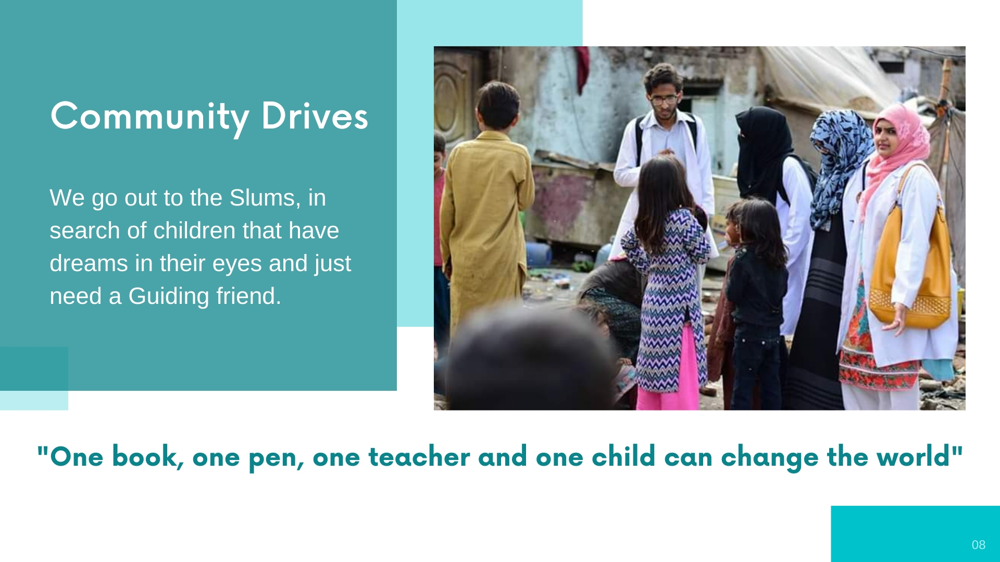 Community Drives
We go out to the Slums, in
search of children that have
dreams in their eyes and just
need a Guiding friend.
"One book, one pen, one teacher and one child can change the world"
08